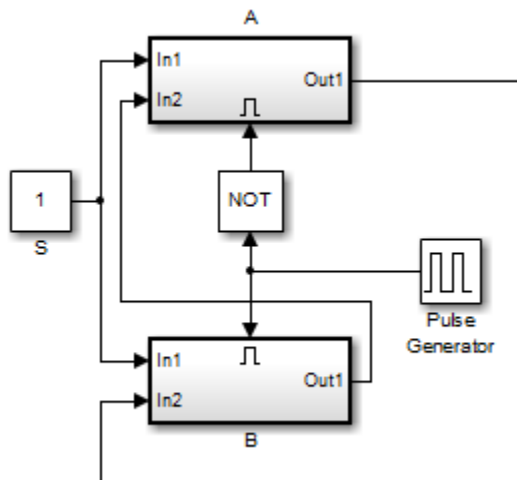 A
In1
In2
Out1
1
S
NOT
Pulse
Generator
In1
In2
Out1
B